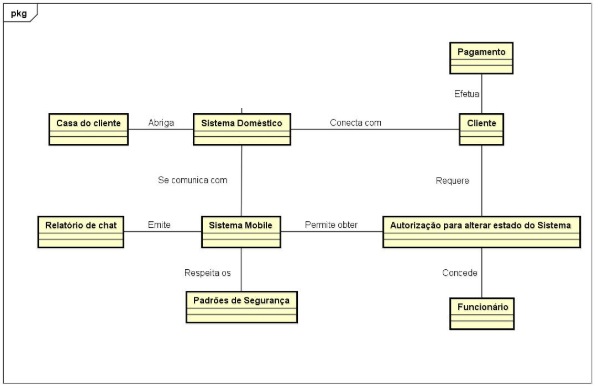 pkg
Pagamento
Efetua
Casa do cliente
Abriga
Sistema Doméstico
Conecta com
Cliente
Se comunica com
Requere
Relatório de chat
Emite
Sistema Mobile
Permite obter
Autorização para alterar estado do Sistema
Respeita os
Concede
Padrões de Segurança
Funcionário